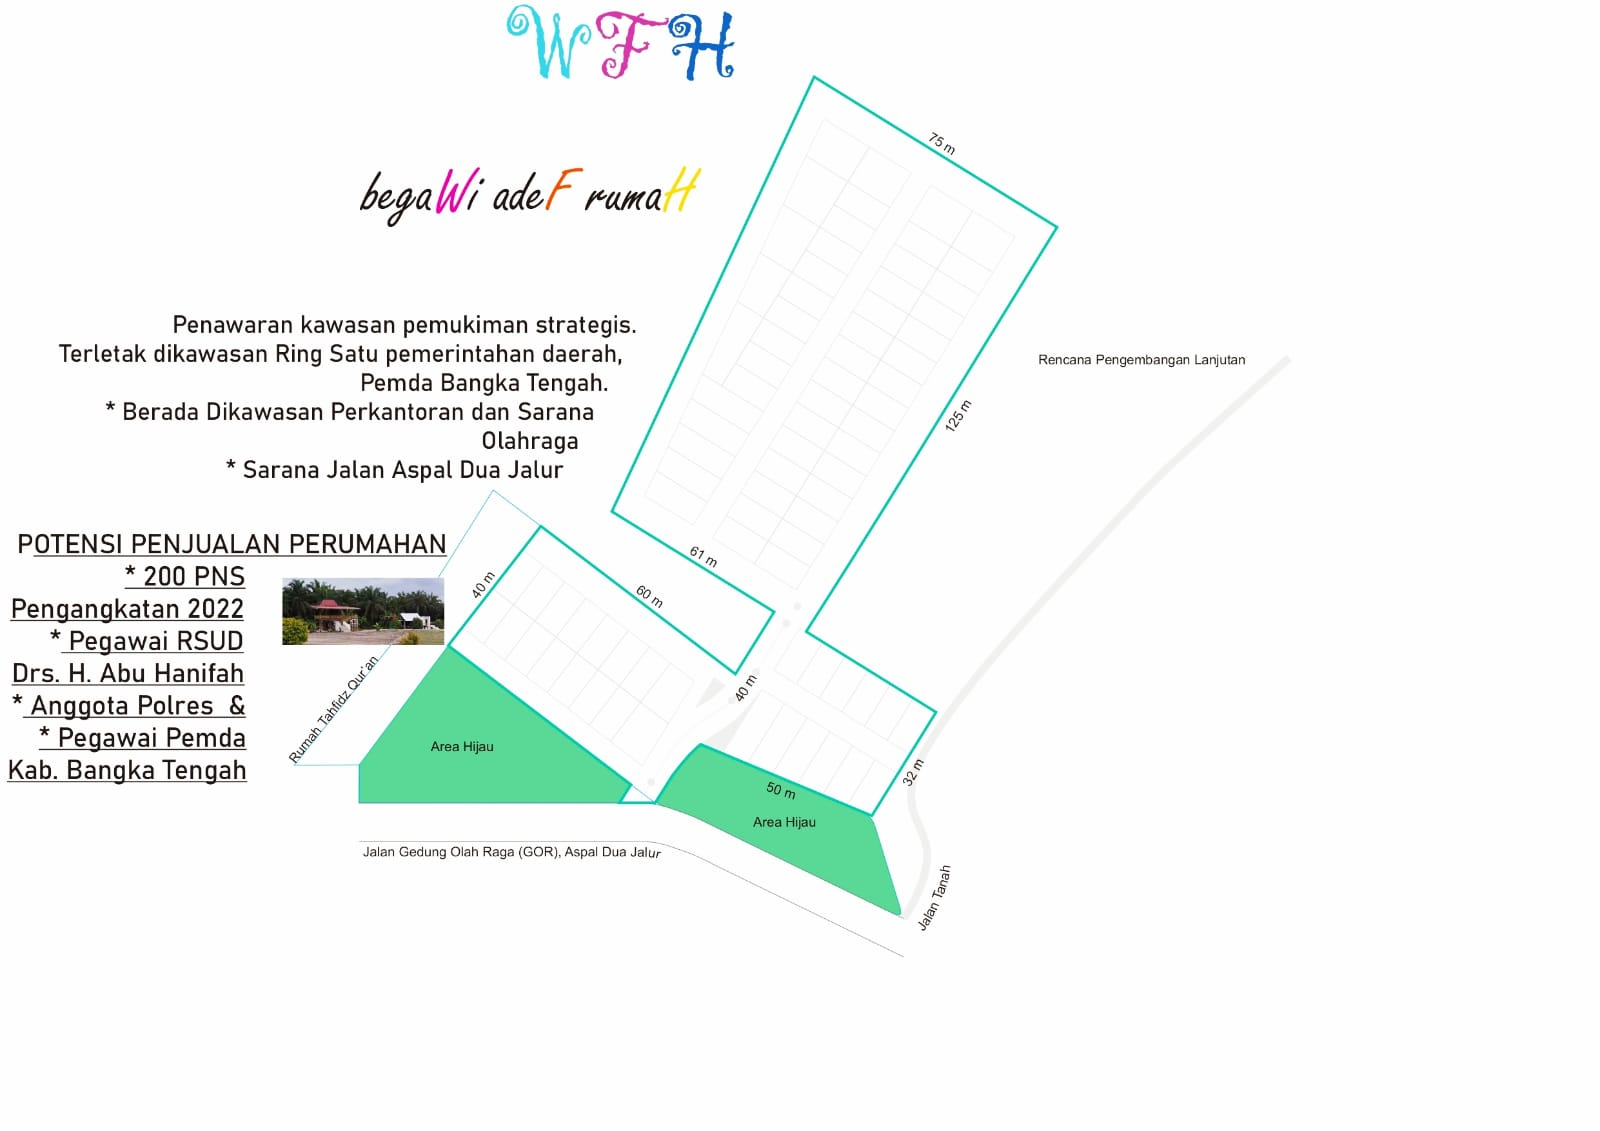 WFH
begaWi adeF rumaH
Penawaran kawasan pemukiman strategis.
Terletak dikawasan Ring Satu pemerintahan daerah,
Pemda Bangka Tengah.
* Berada Dikawasan Perkantoran dan Sarana
Olahraga
* Sarana Jalan Aspal Dua Jalur
POTENSI PENJUALAN PERUMAHAN
* 200 PNS
Pengangkatan 2022
* Pegawai RSUD
Drs. H. Abu Hanifah
* Anggota Polres &
* Pegawai Pemda
Kab. Bangka Tengah
75 m
125 m
Rencana Pengembangan Lanjutan
61 m
60 m
40 m
40 m
32 m
50 m
Rumah Tahfidz Qur'an
Area Hijau
Area Hijau
Jalan Gedung Olah Raga (GOR), Aspal Dua Jalur
Jalan Tanah